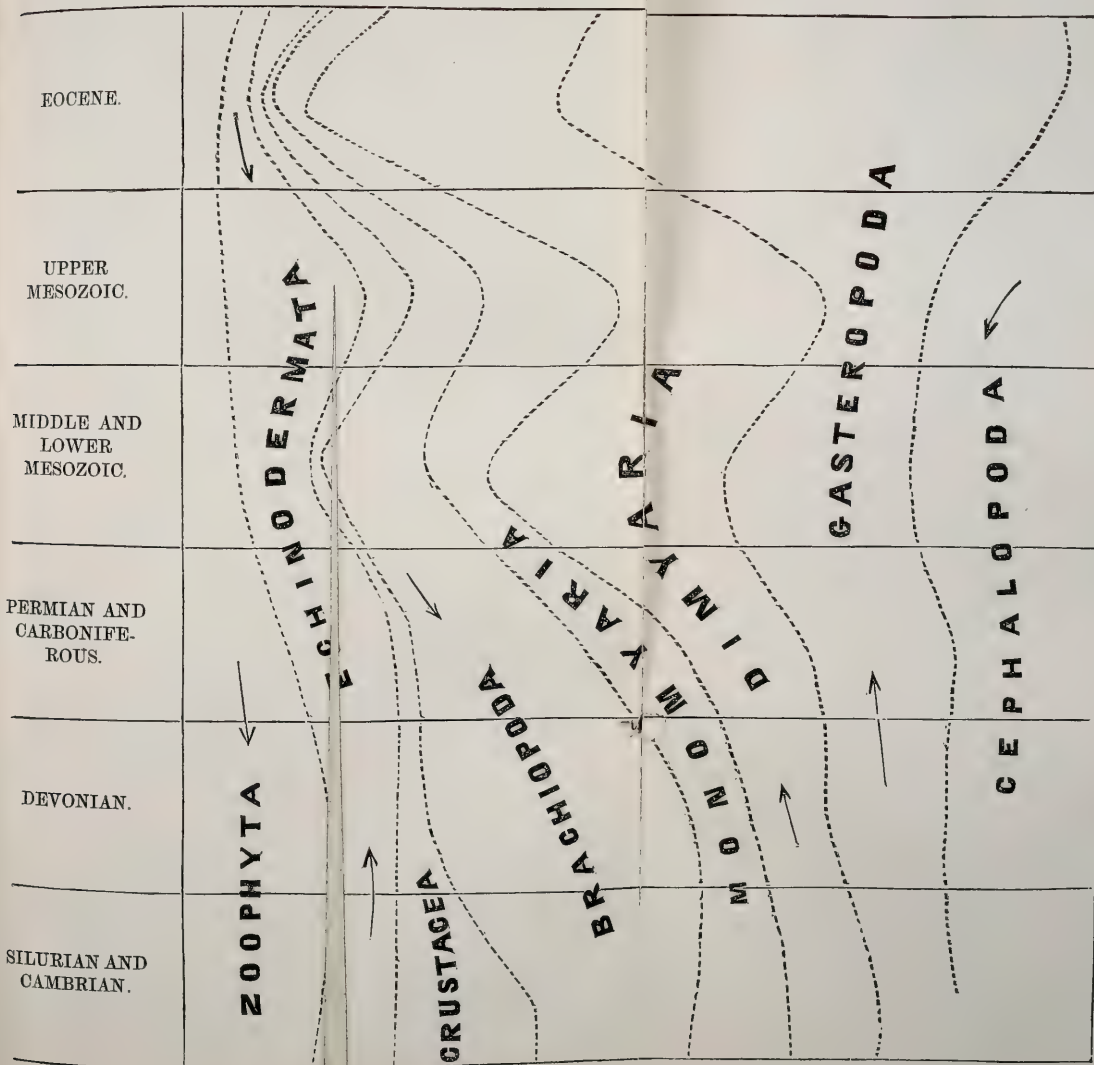 EOCENE.
UPPER
MESOZOIC.
MIDDLE AND
LOWER
MESOZOIC.
PERMIAN AND
CARBONIFE-
ROUS.
DEVONIAN.
SILURIAN AND
CAMBRIAN.
ZOOPHYTA
ECHINODERMATA
CRUSTACEA
BRACHIOPODA
MONOMYARIA
DIMYARIA
GASTEROPODA
CEPHALOPODA